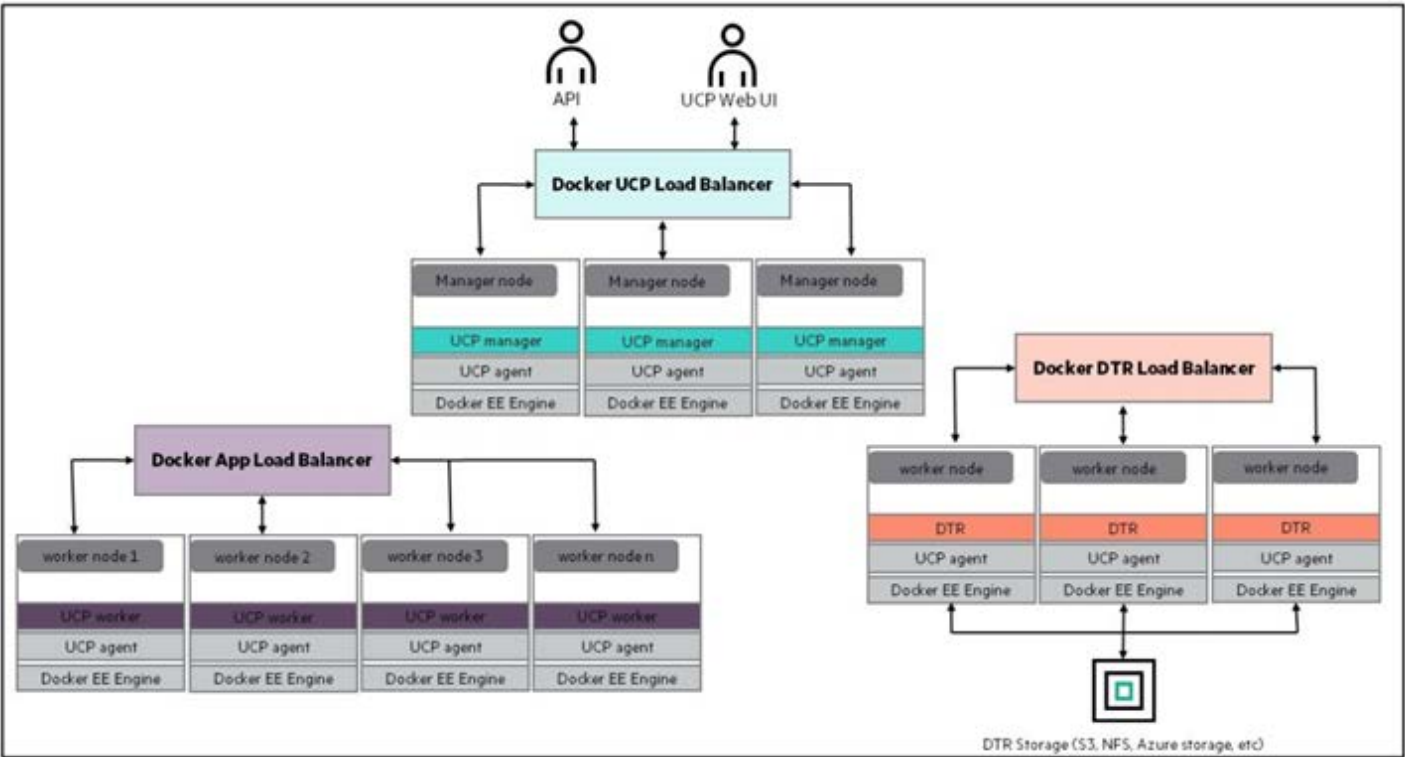 API
UCP Web UI
Docker UCP Load Balancer
Manager node
Manager node
Manager node
UCP manager
UCP manager
UCP manager
UCP agent
UCP agent
UCP agent
Docker EE Engine
Docker EE Engine
Docker EE Engine
Docker DTR Load Balancer
worker node
worker node
worker node
DTR
DTR
DTR
UCP agent
UCP agent
UCP agent
Docker EE Engine
Docker EE Engine
Docker EE Engine
DTR Storage (S3, NFS, Azure storage, etc)
Docker App Load Balancer
worker node 1
worker node 2
worker node 3
worker node n
UCP worker
UCP worker
UCP worker
UCP worker
UCP agent
UCP agent
UCP agent
UCP agent
Docker EE Engine
Docker EE Engine
Docker EE Engine
Docker EE Engine